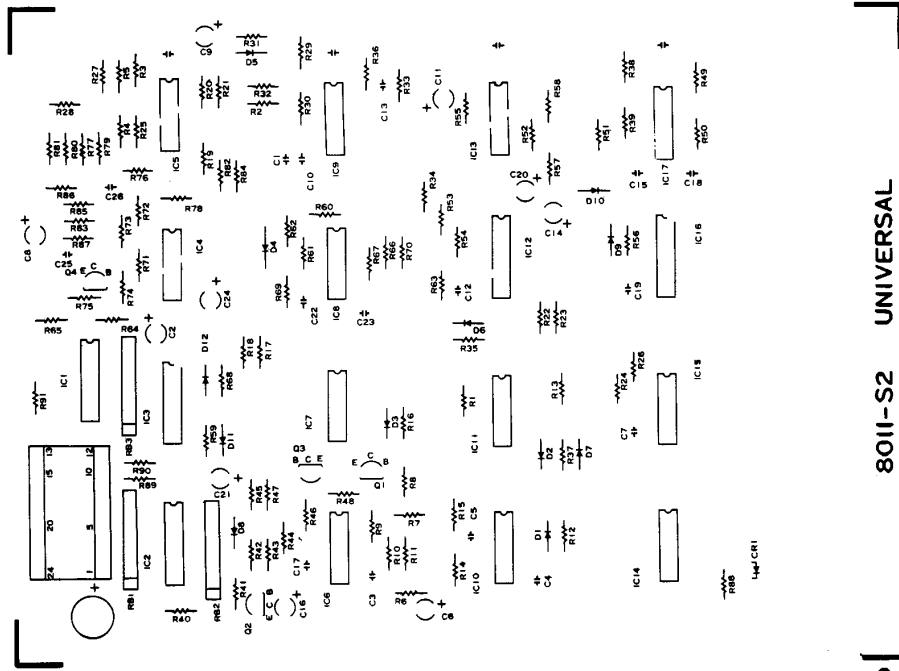 C9
R31
D5
R29
R36
R33
C13
C11
R55
R58
R38
R49
R27
R5
R3
R20
R21
R32
R2
R30
R28
R4
R25
R81
R80
R77
R79
IC5
R19
R82
R84
C1
C10
IC9
IC13
R52
R57
R51
R39
R50
IC17
C15
C18
R76
R86
C26
R85
R83
R87
R73
R72
R78
R60
R34
R53
C20
C14
D10
C8
C25
Q4
E
C
B
R71
R74
R75
IC4
C24
D4
R62
R61
R69
C22
IC8
R67
R66
R70
C23
R54
R63
C12
IC12
D9
R56
C19
IC16
R65
R64
C2
D12
R18
R17
D6
R35
R22
R23
IC1
R91
RB3
IC3
R68
IC7
D3
R16
R1
IC11
R13
R24
R26
C7
IC15
R59
D11
Q3
B
C
E
E
C
B
Q1
D2
R37
D7
13
12
15
10
20
5
24
1
R90
R89
C21
R45
R47
R48
R46
R8
R7
R9
R15
C5
RB1
IC2
RB2
D8
R42
R43
R44
C17
IC6
R10
R11
C3
R14
IC10
D1
R12
C4
IC14
R88
CR1
R40
R41
Q2
E
C
B
C16
R6
C6
8011-S2 UNIVERSAL